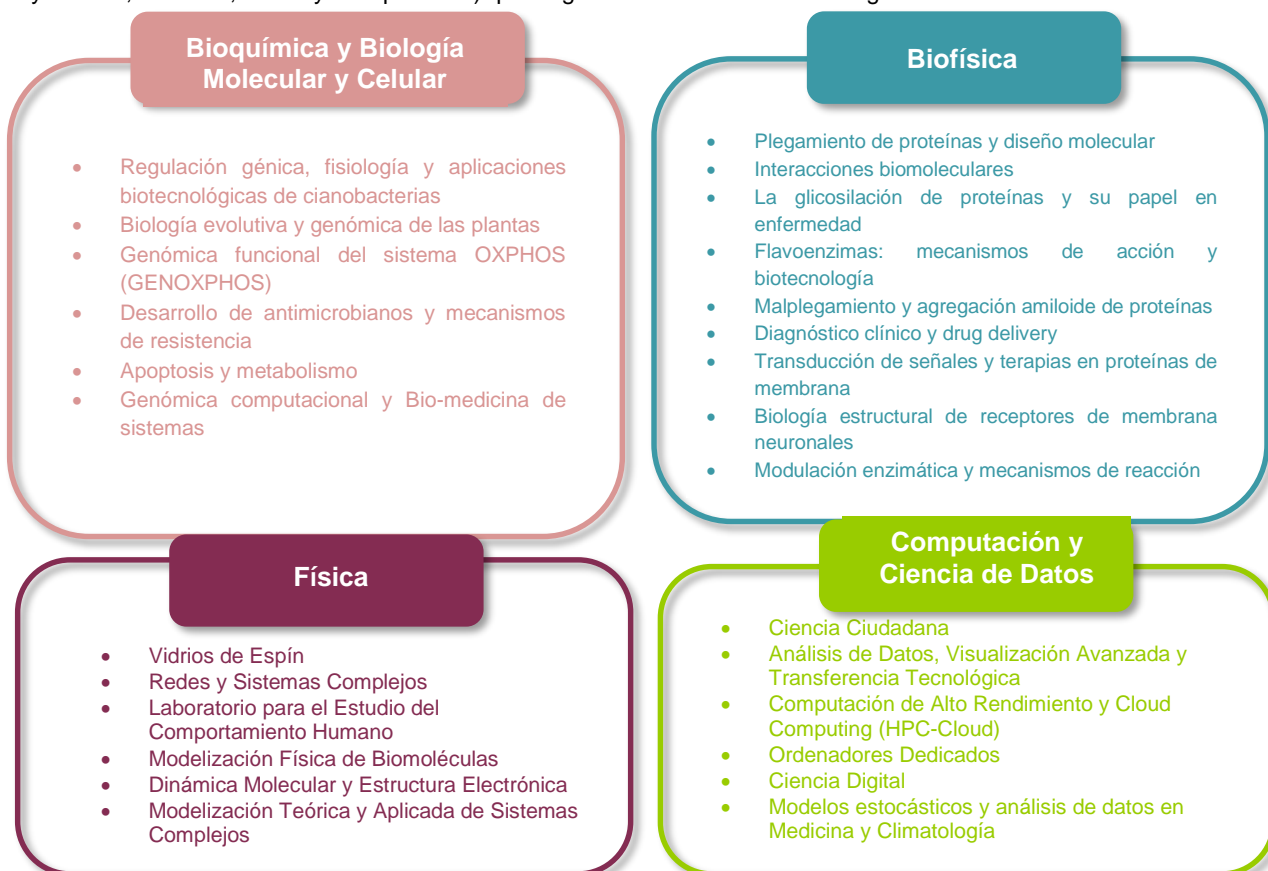 Bioquímica y Biología
Molecular y Celular
• Regulación génica, fisiología y aplicaciones
biotecnológicas de cianobacterias
• Biología evolutiva y genómica de las plantas
• Genómica funcional del sistema OXPHOS
(GENOXPHOS)
• Desarrollo de antimicrobianos y mecanismos
de resistencia
• Apoptosis y metabolismo
• Genómica computacional y Bio-medicina de
sistemas
Biofísica
• Plegamiento de proteínas y diseño molecular
• Interacciones biomoleculares
• La glicosilación de proteínas y su papel en
enfermedad
• Flavoenzimas: mecanismos de acción y
biotecnología
• Malplegamiento y agregación amiloide de proteínas
• Diagnóstico clínico y drug delivery
• Transducción de señales y terapias en proteínas de
membrana
• Biología estructural de receptores de membrana
neuronales
• Modulación enzimática y mecanismos de reacción
Física
• Vidrios de Espín
• Redes y Sistemas Complejos
• Laboratorio para el Estudio del
Comportamiento Humano
• Modelización Física de Biomoléculas
• Dinámica Molecular y Estructura Electrónica
• Modelización Teórica y Aplicada de Sistemas
Complejos
Computación y
Ciencia de Datos
• Ciencia Ciudadana
• Análisis de Datos, Visualización Avanzada y
Transferencia Tecnológica
• Computación de Alto Rendimiento y Cloud
Computing (HPC-Cloud)
• Ordenadores Dedicados
• Ciencia Digital
• Modelos estocásticos y análisis de datos en
Medicina y Climatología